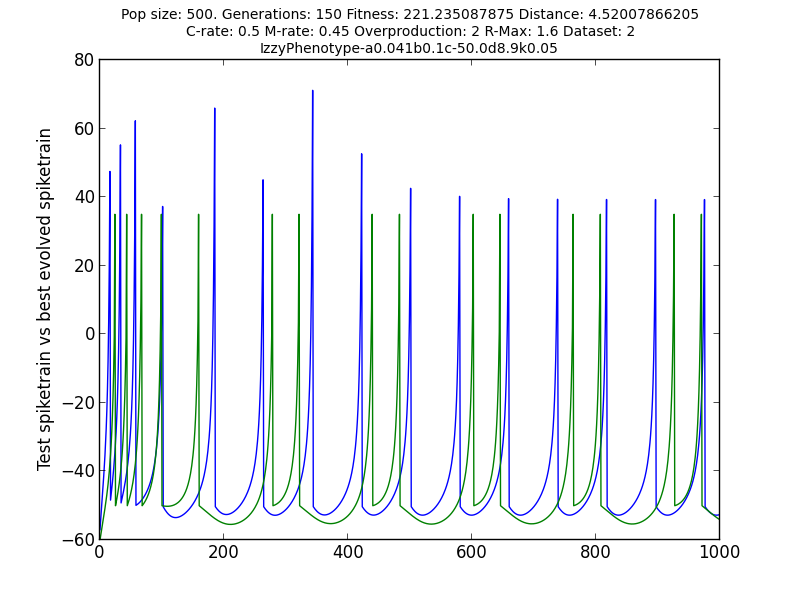 Pop size: 500. Generations: 150 Fitness: 221.235087875 Distance: 4.52007866205
C-rate: 0.5 M-rate: 0.45 Overproduction: 2 R-Max: 1.6 Dataset: 2
IzzyPhenotype-a0.041b0.1c-50.0d8.9k0.05
Test spiketrain vs best evolved spiketrain
80
60
40
20
0
−20
−40
−60
0 200 400 600 800 1000